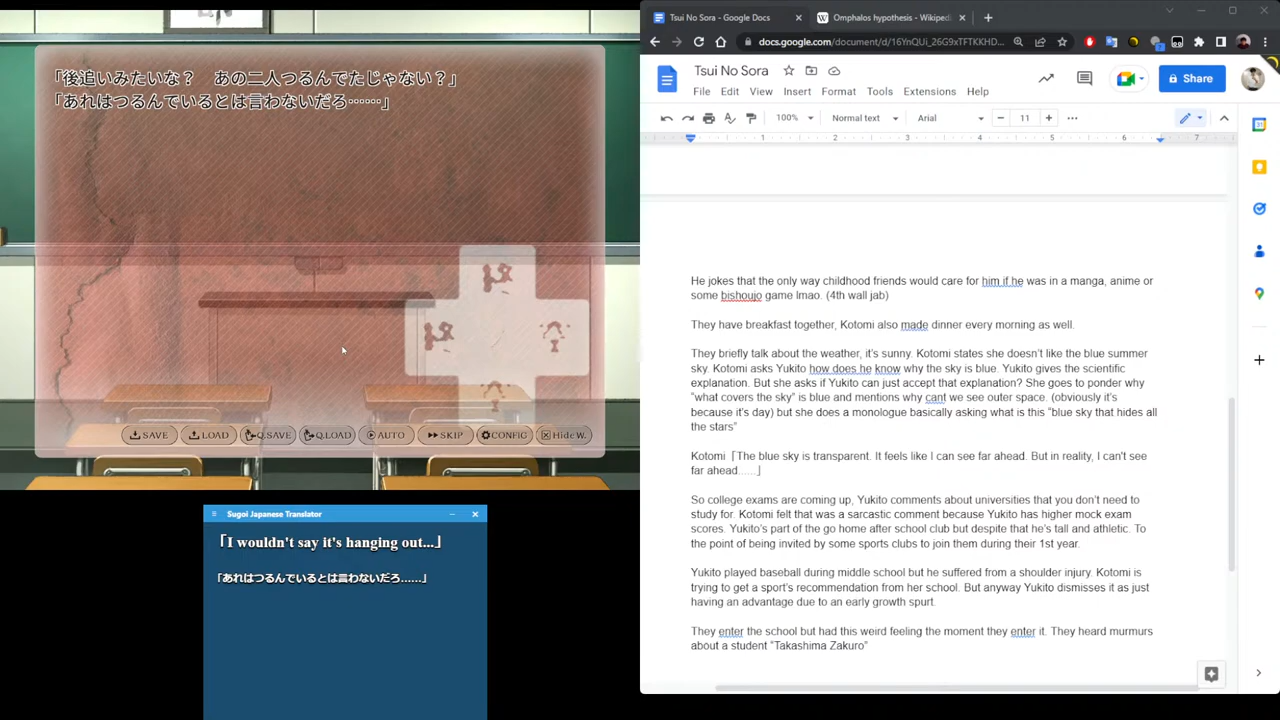 「後追いみたいな？　あの二人つるんでたじゃない？」
「あれはつるんでいるとは言わないだろ……」
SAVE
LOAD
Q.SAVE
Q.LOAD
AUTO
SKIP
CONFIG
Hide W.
Sugoi Japanese Translator
「I wouldn't say it's hanging out...」
「あれはつるんでいるとは言わないだろ……」
Tsui No Sora - Google Docs
Omphalos hypothesis - Wikiped
docs.google.com/document/d/16YnQUi_26G9xTFTKKHD...
Tsui No Sora
File Edit View Insert Format Tools Extensions Help
Share
100% Normal text Arial 11
1 2 3 4 5 6 7
He jokes that the only way childhood friends would care for him if he was in a manga, anime or
some bishoujo game lmao. (4th wall jab)
They have breakfast together, Kotomi also made dinner every morning as well.
They briefly talk about the weather, it's sunny. Kotomi states she doesn't like the blue summer
sky. Kotomi asks Yukito how does he know why the sky is blue. Yukito gives the scientific
explanation. But she asks if Yukito can just accept that explanation? She goes to ponder why
"what covers the sky" is blue and mentions why cant we see outer space. (obviously it's
because it's day) but she does a monologue basically asking what is this "blue sky that hides all
the stars"
Kotomi「The blue sky is transparent. It feels like I can see far ahead. But in reality, I can't see
far ahead......」
So college exams are coming up, Yukito comments about universities that you don't need to
study for. Kotomi felt that was a sarcastic comment because Yukito has higher mock exam
scores. Yukito's part of the go home after school club but despite that he's tall and athletic. To
the point of being invited by some sports clubs to join them during their 1st year.
Yukito played baseball during middle school but he suffered from a shoulder injury. Kotomi is
trying to get a sport's recommendation from her school. But anyway Yukito dismisses it as just
having an advantage due to an early growth spurt.
They enter the school but had this weird feeling the moment they enter it. They heard murmurs
about a student "Takashima Zakuro"